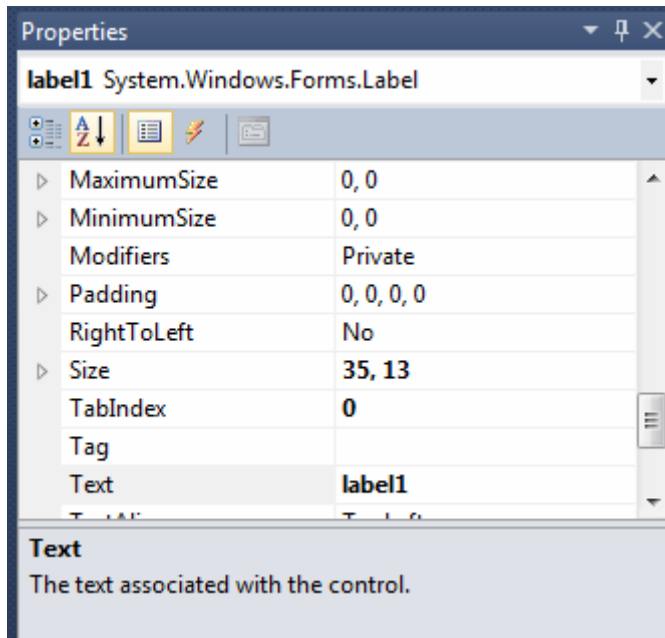 Properties
label1 System.Windows.Forms.Label
MaximumSize 0, 0
MinimumSize 0, 0
Modifiers Private
Padding 0, 0, 0, 0
RightToLeft No
Size 35, 13
TabIndex 0
Tag
Text label1
Text
The text associated with the control.